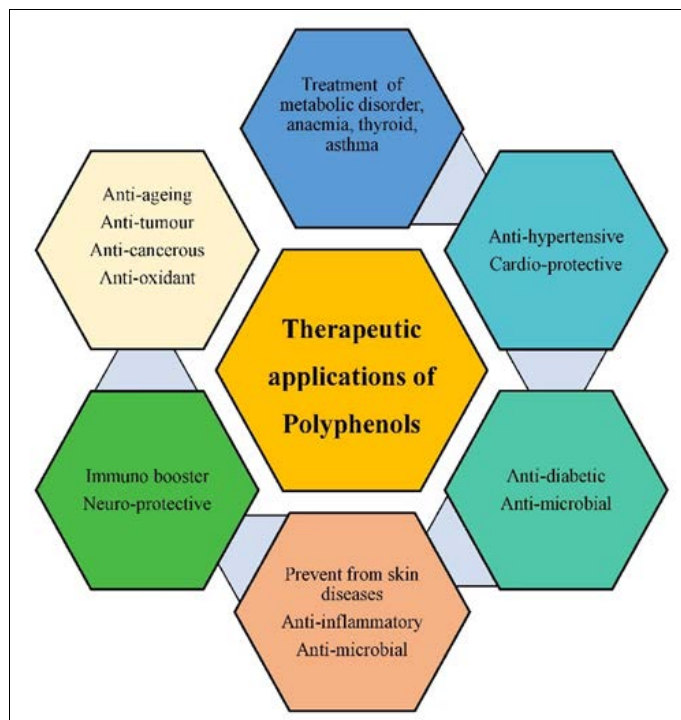 Treatment of
metabolic disorder,
anaemia, thyroid,
asthma
Anti-hypertensive
Cardio-protective
Anti-diabetic
Anti-microbial
Prevent from skin
diseases
Anti-inflammatory
Anti-microbial
Immuno booster
Neuro-protective
Anti-ageing
Anti-tumour
Anti-cancerous
Anti-oxidant
Therapeutic
applications of
Polyphenols